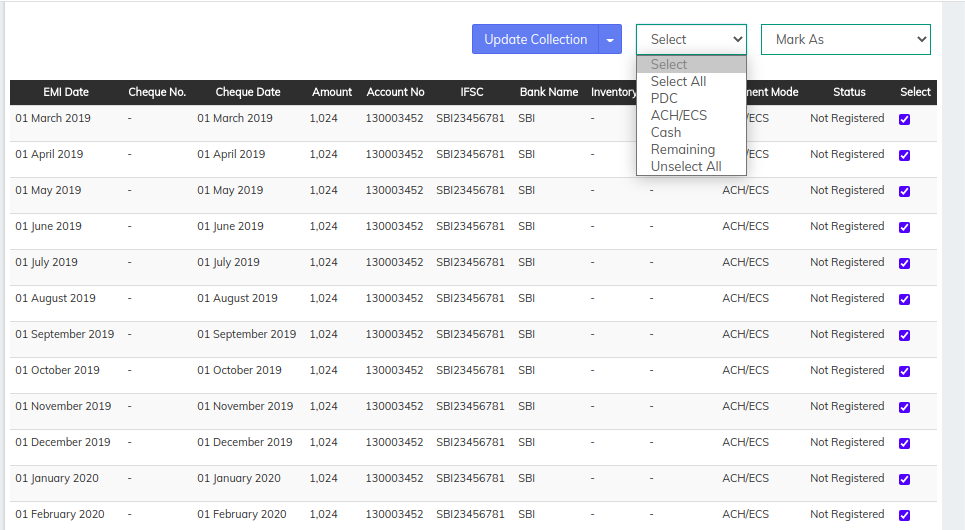 Update Collection Select Mark As
Select
Select All
PDC
ACH/ECS
Cash
Remaining
Unselect All
EMI Date Cheque No. Cheque Date Amount Account No IFSC Bank Name Inventory Mode Status Select
01 March 2019 - 01 March 2019 1,024 130003452 SBI23456781 SBI - Not Registered
01 April 2019 - 01 April 2019 1,024 130003452 SBI23456781 SBI - Not Registered
01 May 2019 - 01 May 2019 1,024 130003452 SBI23456781 SBI - - ACH/ECS Not Registered
01 June 2019 - 01 June 2019 1,024 130003452 SBI23456781 SBI - - ACH/ECS Not Registered
01 July 2019 - 01 July 2019 1,024 130003452 SBI23456781 SBI - - ACH/ECS Not Registered
01 August 2019 - 01 August 2019 1,024 130003452 SBI23456781 SBI - - ACH/ECS Not Registered
01 September 2019 - 01 September 2019 1,024 130003452 SBI23456781 SBI - - ACH/ECS Not Registered
01 October 2019 - 01 October 2019 1,024 130003452 SBI23456781 SBI - - ACH/ECS Not Registered
01 November 2019 - 01 November 2019 1,024 130003452 SBI23456781 SBI - - ACH/ECS Not Registered
01 December 2019 - 01 December 2019 1,024 130003452 SBI23456781 SBI - - ACH/ECS Not Registered
01 January 2020 - 01 January 2020 1,024 130003452 SBI23456781 SBI - - ACH/ECS Not Registered
01 February 2020 - 01 February 2020 1,024 130003452 SBI23456781 SBI - - ACH/ECS Not Registered